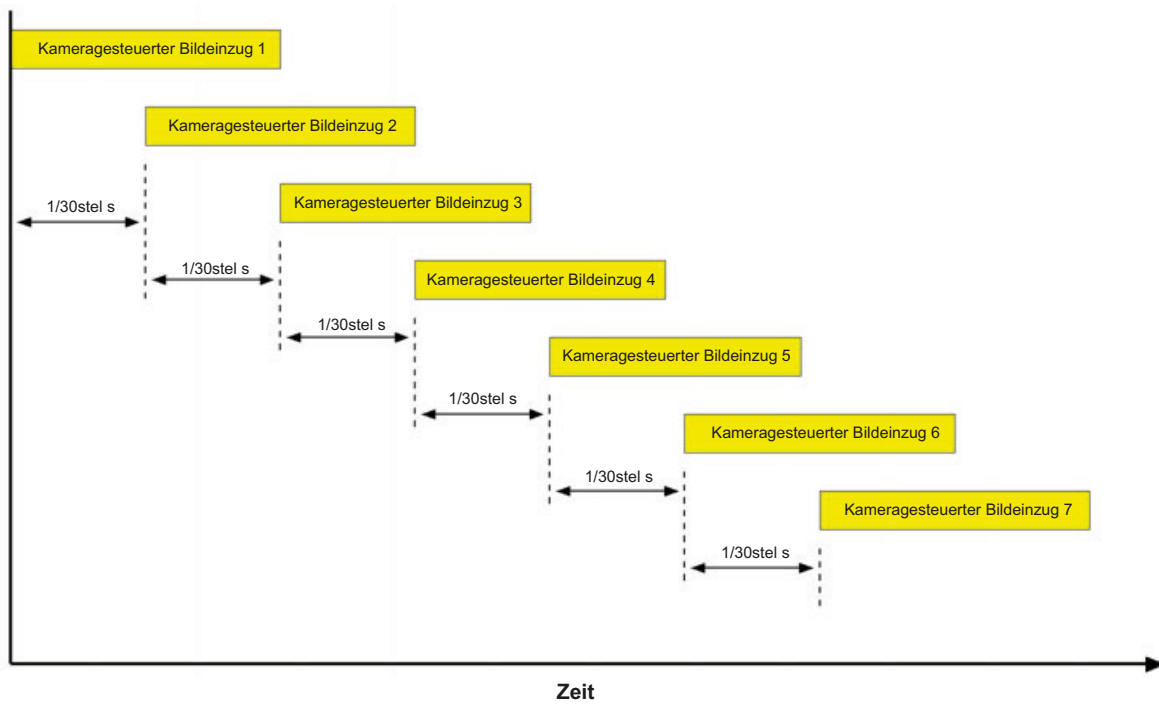 Kameragesteuerter Bildeinzug 1
Kameragesteuerter Bildeinzug 2
Kameragesteuerter Bildeinzug 3
1/30stel s
1/30stel s
Kameragesteuerter Bildeinzug 4
1/30stel s
Kameragesteuerter Bildeinzug 5
1/30stel s
Kameragesteuerter Bildeinzug 6
1/30stel s
Kameragesteuerter Bildeinzug 7
1/30stel s
Zeit